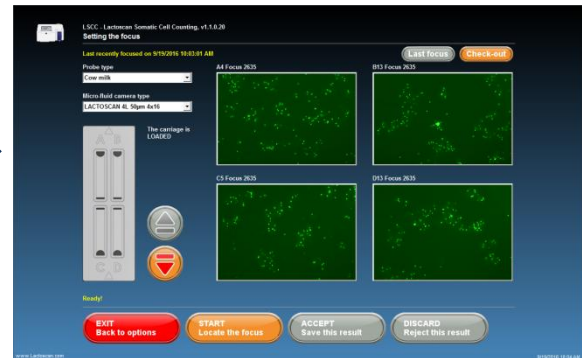 LSCC - Lactoscan Somatic Cell Counting, v1.1.0.20
Setting the focus
Last recently focused on 9/19/2016 10:03:01 AM
Last focus
Check-out
Probe type
Cow milk
Micro-fluid camera type
LACTOSCAN 4L 50µm 4x16
The carriage is
LOADED
A4 Focus 2635
B13 Focus 2635
A B
C5 Focus 2635
D13 Focus 2635
C D
Ready!
EXIT
Back to options
START
Locate the focus
ACCEPT
Save this result
DISCARD
Reject this result
www.Lactoscan.com